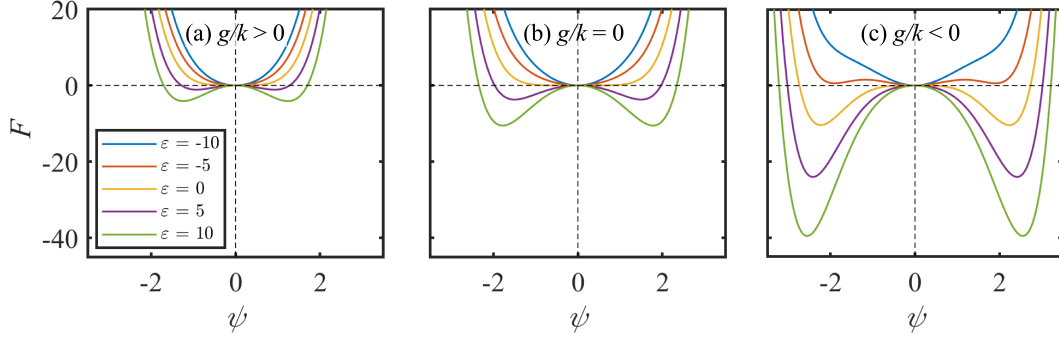 (a) g/k > 0
(b) g/k = 0
(c) g/k < 0
F
20
0
-20
-40
ε = -10
ε = -5
ε = 0
ε = 5
ε = 10
-2 0 2
-2 0 2
-2 0 2
ψ
ψ
ψ